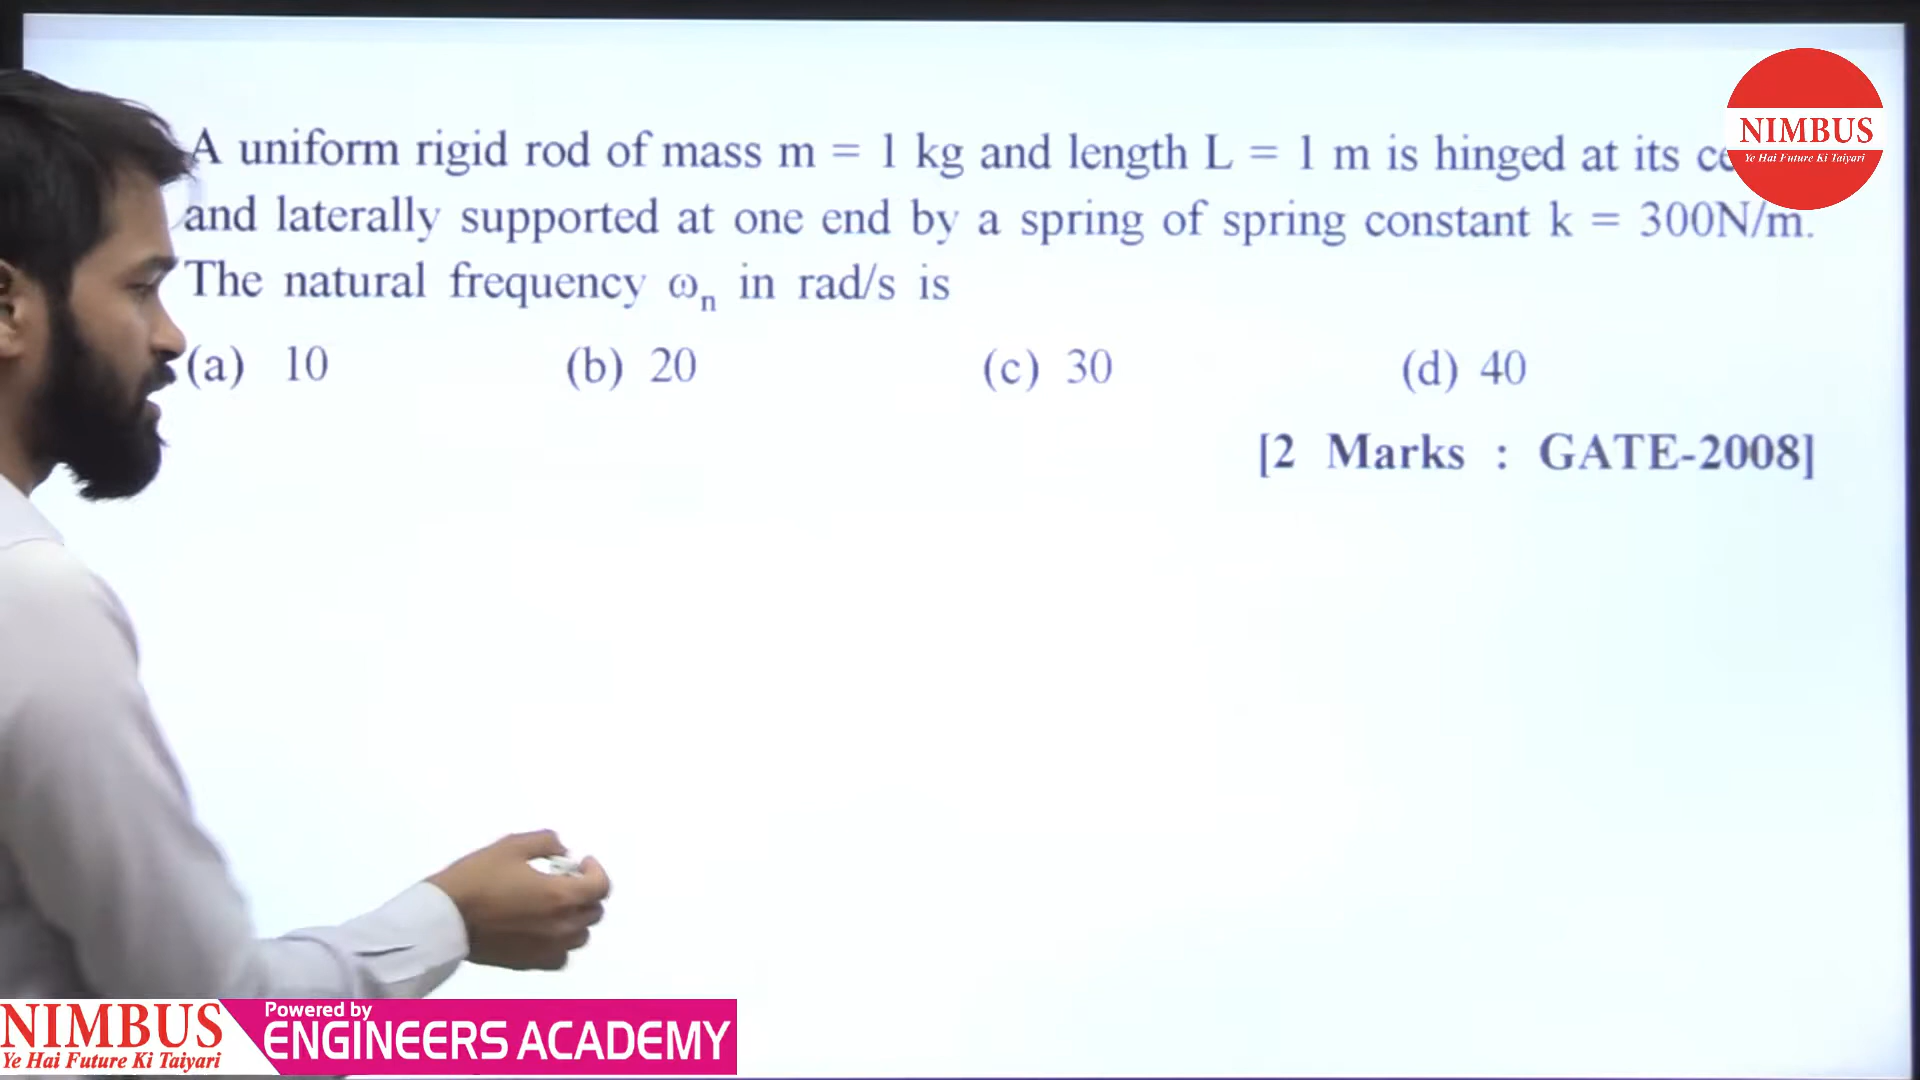 A uniform rigid rod of mass m = 1 kg and length L = 1 m is hinged at its
and laterally supported at one end by a spring of spring constant k = 300N/m.
The natural frequency ωn in rad/s is
(a) 10 (b) 20 (c) 30 (d) 40
[2 Marks : GATE-2008]
NIMBUS
Ye Hai Future Ki Taiyari
NIMBUS
Ye Hai Future Ki Taiyari
Powered by
ENGINEERS ACADEMY